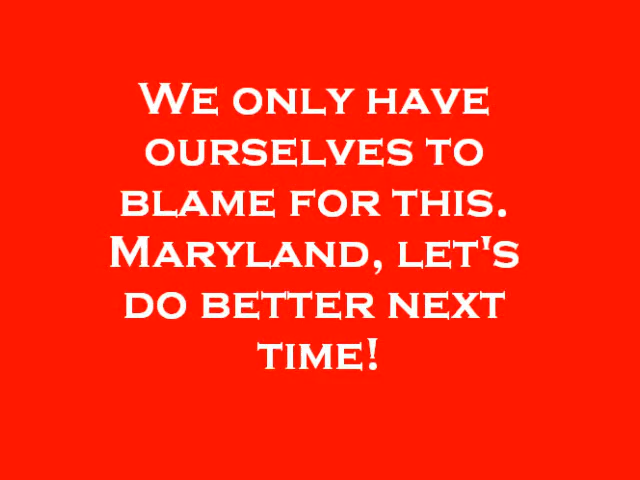 We only have
ourselves to
blame for this.
Maryland, let's
do better next
time!